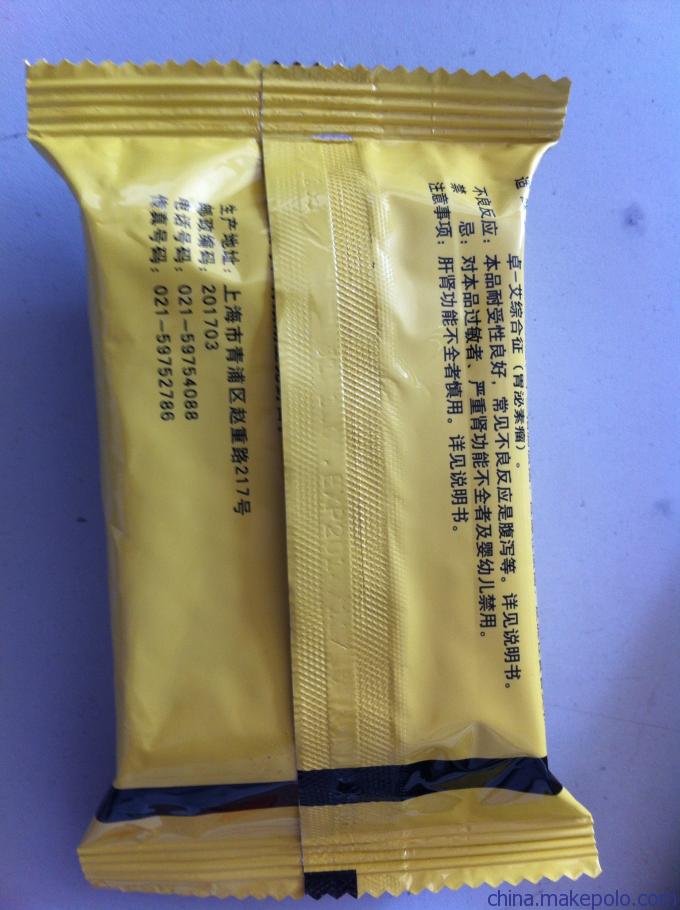 卓-艾综合征（胃泌素瘤）。
不良反应：本品耐受性良好，常见不良反应是腹泻等。详见说明书。
禁 忌：对本品过敏者、严重肾功能不全者及婴幼儿禁用。
注意事项：肝肾功能不全者慎用。详见说明书。
生产地址：上海市青浦区赵重路217号
邮政编码：201703
电话号码：021-59754088
传真号码：021-59752786
china.makepolo.com